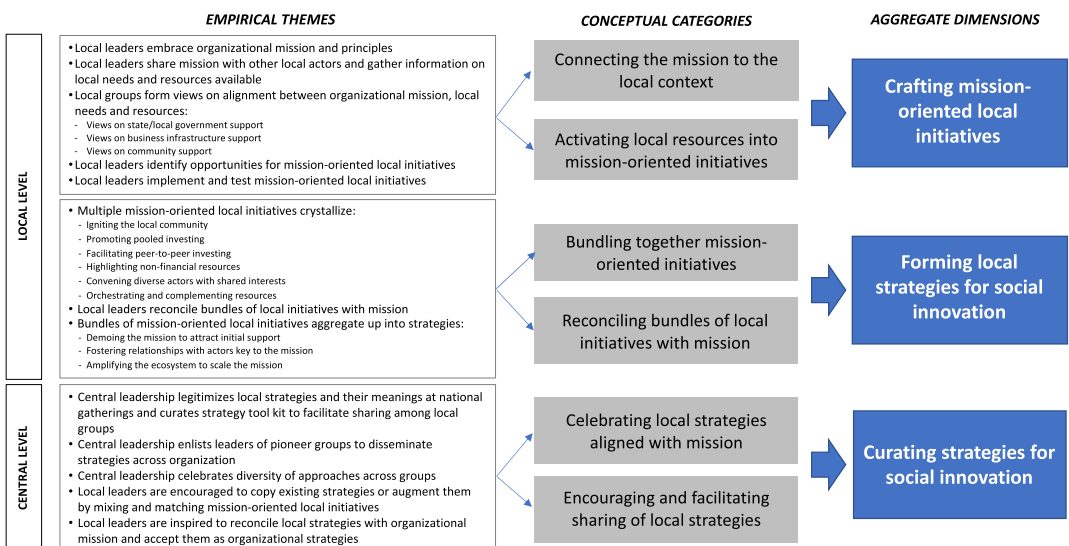 EMPIRICAL THEMES
CONCEPTUAL CATEGORIES
AGGREGATE DIMENSIONS
LOCAL LEVEL
• Local leaders embrace organizational mission and principles
• Local leaders share mission with other local actors and gather information on
local needs and resources available
• Local groups form views on alignment between organizational mission, local
needs and resources:
- Views on state/local government support
- Views on business infrastructure support
- Views on community support
• Local leaders identify opportunities for mission-oriented local initiatives
• Local leaders implement and test mission-oriented local initiatives
Connecting the mission to the
local context
Activating local resources into
mission-oriented initiatives
Crafting mission-
oriented local
initiatives
• Multiple mission-oriented local initiatives crystallize:
- Igniting the local community
- Promoting pooled investing
- Facilitating peer-to-peer investing
- Highlighting non-financial resources
- Convening diverse actors with shared interests
- Orchestrating and complementing resources
• Local leaders reconcile bundles of local initiatives with mission
• Bundles of mission-oriented local initiatives aggregate up into strategies:
- Demoing the mission to attract initial support
- Fostering relationships with actors key to the mission
- Amplifying the ecosystem to scale the mission
Bundling together mission-
oriented initiatives
Reconciling bundles of local
initiatives with mission
Forming local
strategies for social
innovation
CENTRAL LEVEL
• Central leadership legitimizes local strategies and their meanings at national
gatherings and curates strategy tool kit to facilitate sharing among local
groups
• Central leadership enlists leaders of pioneer groups to disseminate
strategies across organization
• Central leadership celebrates diversity of approaches across groups
• Local leaders are encouraged to copy existing strategies or augment them
by mixing and matching mission-oriented local initiatives
• Local leaders are inspired to reconcile local strategies with organizational
mission and accept them as organizational strategies
Celebrating local strategies
aligned with mission
Encouraging and facilitating
sharing of local strategies
Curating strategies for
social innovation